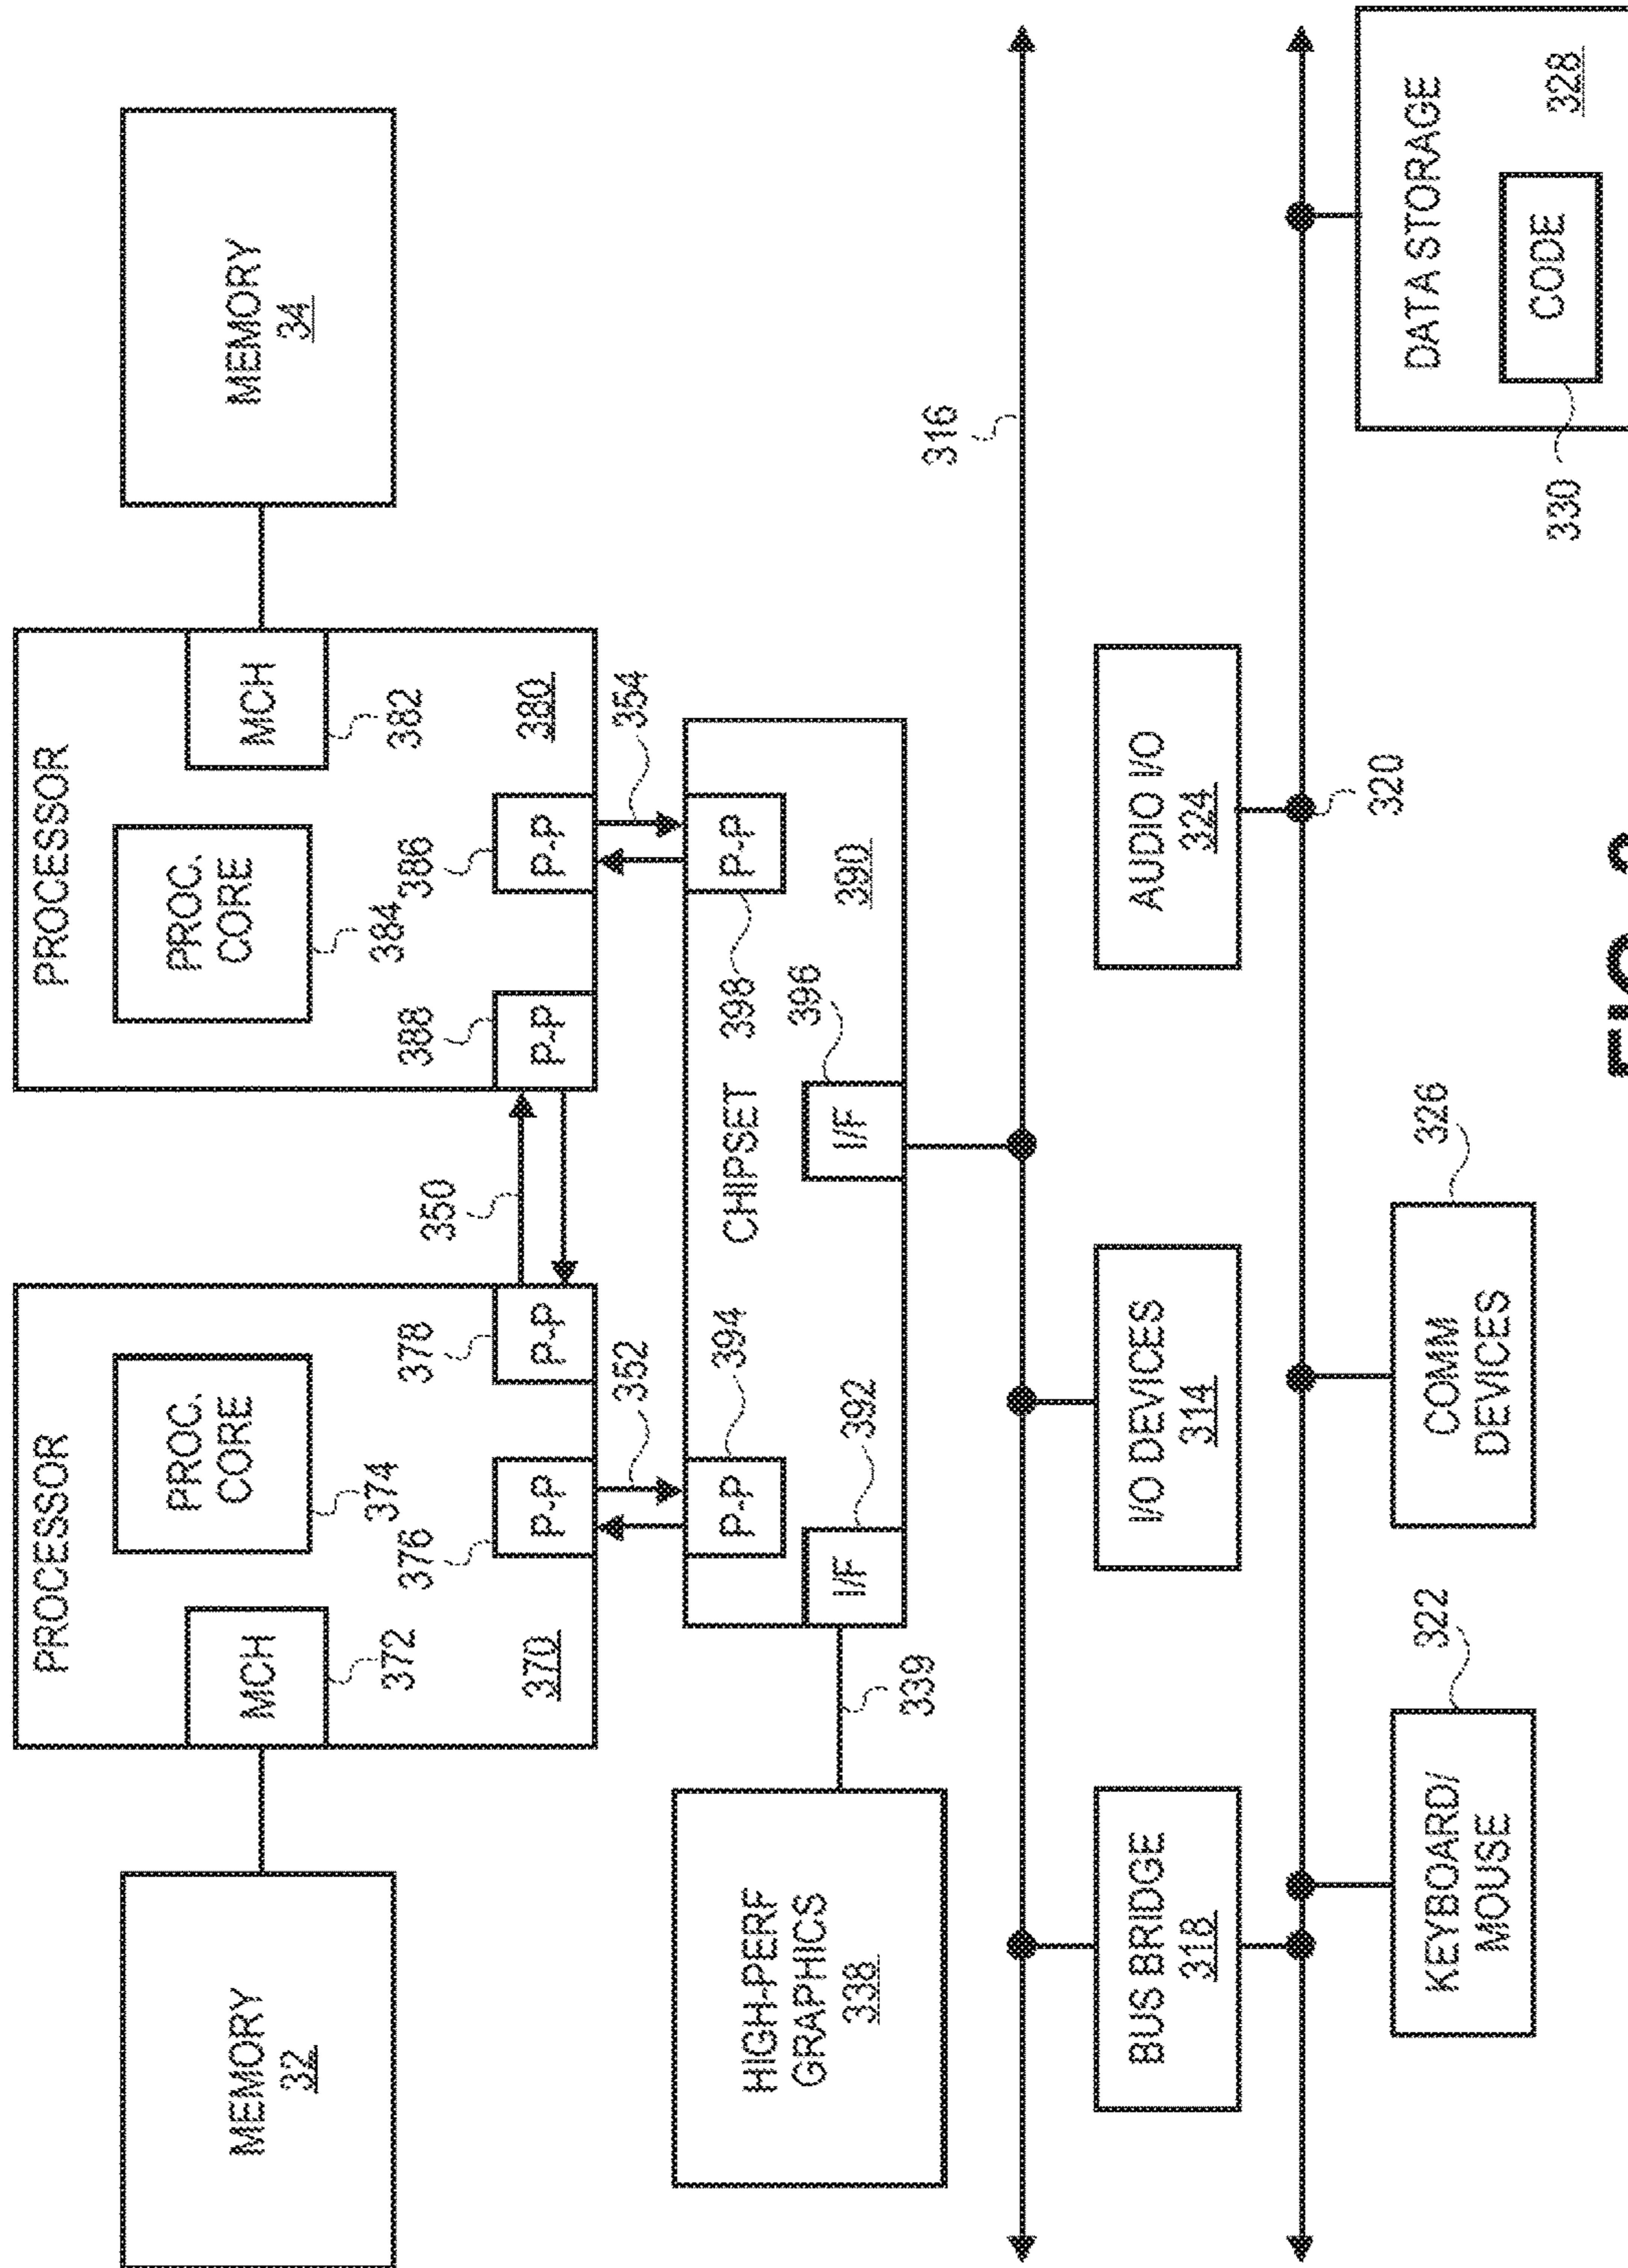 PROCESSOR
PROCESSOR
MEMORY
32
MCH
372
PROC.
CORE
374
376
378
P-P
P-P
370
350
PROC.
CORE
384
388
386
P-P
P-P
MCH
382
380
MEMORY
34
352
354
HIGH-PERF
GRAPHICS
338
339
P-P
394
I/F
392
CHIPSET
P-P
398
I/F
396
390
316
BUS BRIDGE
318
I/O DEVICES
314
AUDIO I/O
324
320
KEYBOARD/
MOUSE
322
COMM
DEVICES
326
DATA STORAGE
CODE
328
330